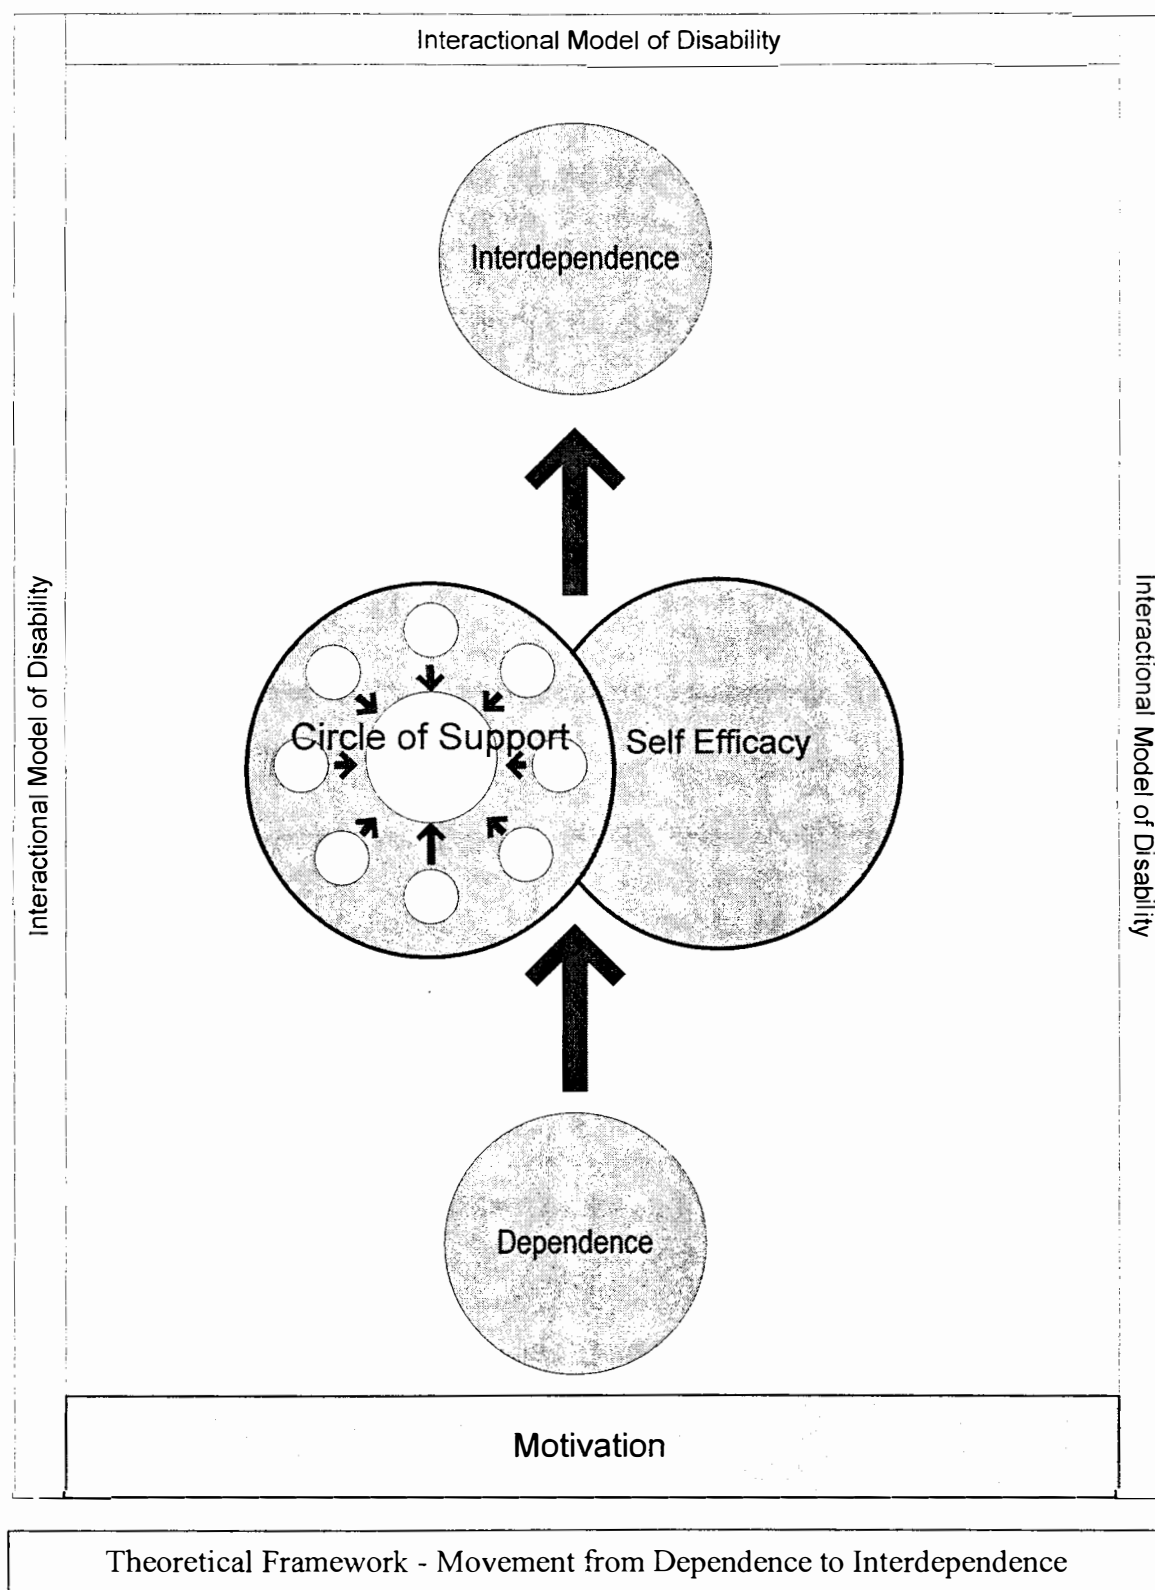 Interactional Model of Disability
Interdependence
Interactional Model of Disability
Circle of Support
Self Efficacy
Interactional Model of Disability
Dependence
Motivation
Theoretical Framework - Movement from Dependence to Interdependence